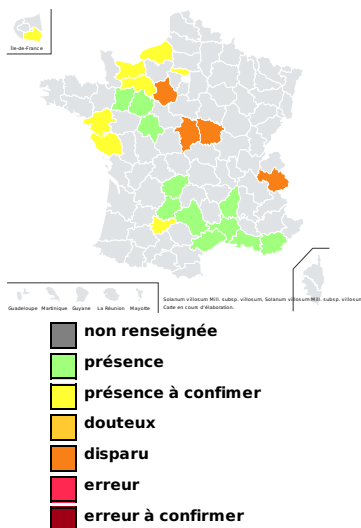 Île-de-France
Guadeloupe Martinique Guyane La Réunion Mayotte
Solanum villosum Mill. subsp. villosum, Solanum villosum Mill. subsp. villosum
Carte en cours d'élaboration.
non renseignée
présence
présence à confimer
douteux
disparu
erreur
erreur à confirmer